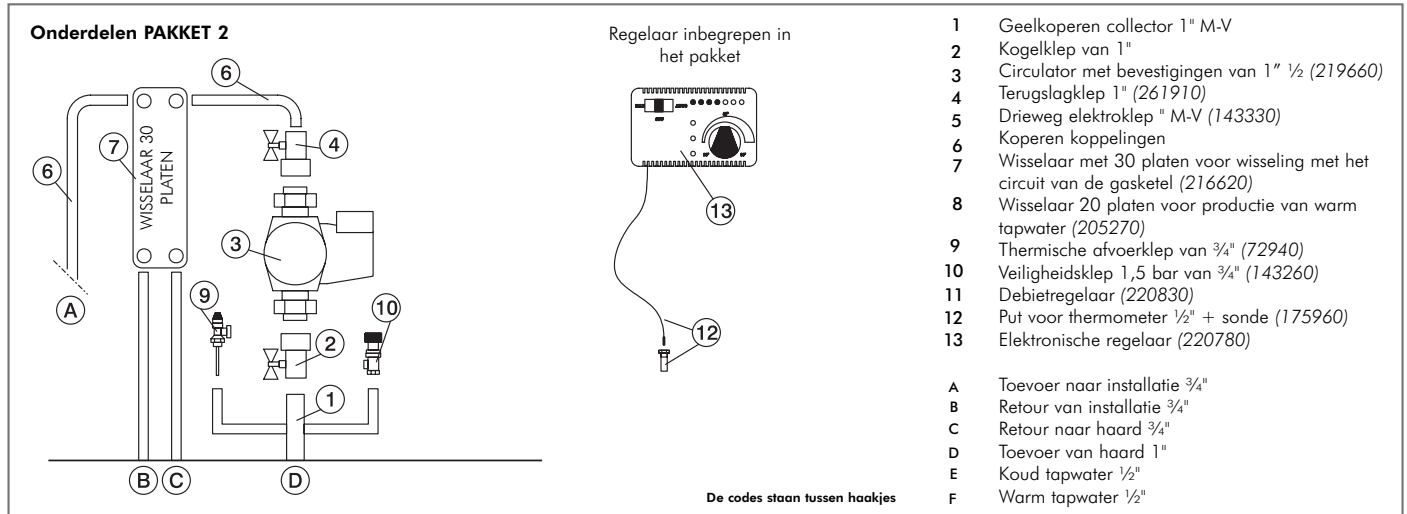 Onderdelen PAKKET 2
6
6
7
WISSELAAR 30
PLATEN
4
3
A
9
10
2
1
B
C
D
Regelaar inbegrepen in
het pakket
13
12
De codes staan tussen haakjes
1 Geelkoperen collector 1" M-V
2 Kogelklep van 1"
3 Circulator met bevestigingen van 1" ½ (219660)
4 Terugslagklep 1" (261910)
5 Drieweg elektroklep " M-V (143330)
6 Koperen koppelingen
7 Wisselaar met 30 platen voor wisseling met het
circuit van de gasketel (216620)
8 Wisselaar 20 platen voor productie van warm
tapwater (205270)
9 Thermische afvoerklep van ¾" (72940)
10 Veiligheidsklep 1,5 bar van ¾" (143260)
11 Debietregelaar (220830)
12 Put voor thermometer ½" + sonde (175960)
13 Elektronische regelaar (220780)
A Toevoer naar installatie ¾"
B Retour van installatie ¾"
C Retour naar haard ¾"
D Toevoer van haard 1"
E Koud tapwater ½"
F Warm tapwater ½"